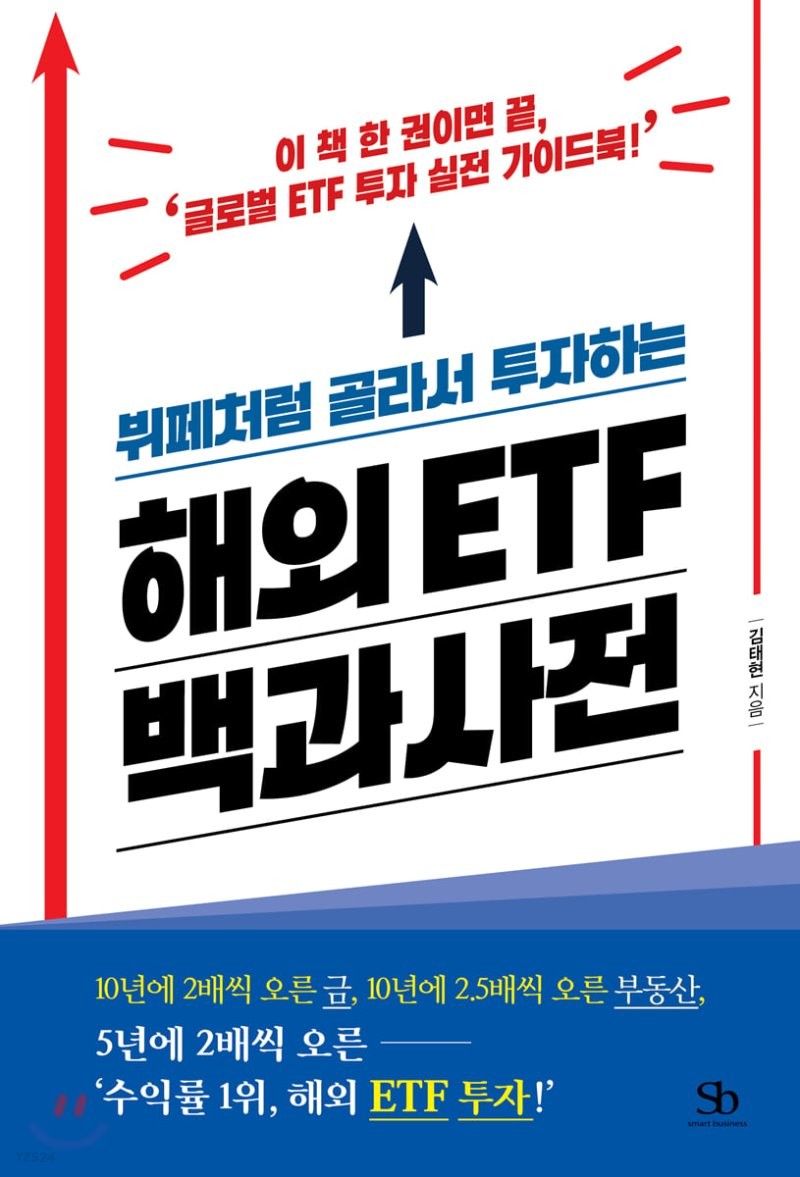 이 책 한 권이면 끝,
‘글로벌 ETF 투자 실전 가이드북!’
뷔페처럼 골라서 투자하는
해외 ETF
백과사전
김태현 지음
10년에 2배씩 오른 금, 10년에 2.5배씩 오른 부동산,
5년에 2배씩 오른 ───
‘수익률 1위, 해외 ETF 투자!’
Sb
smart business
YES24